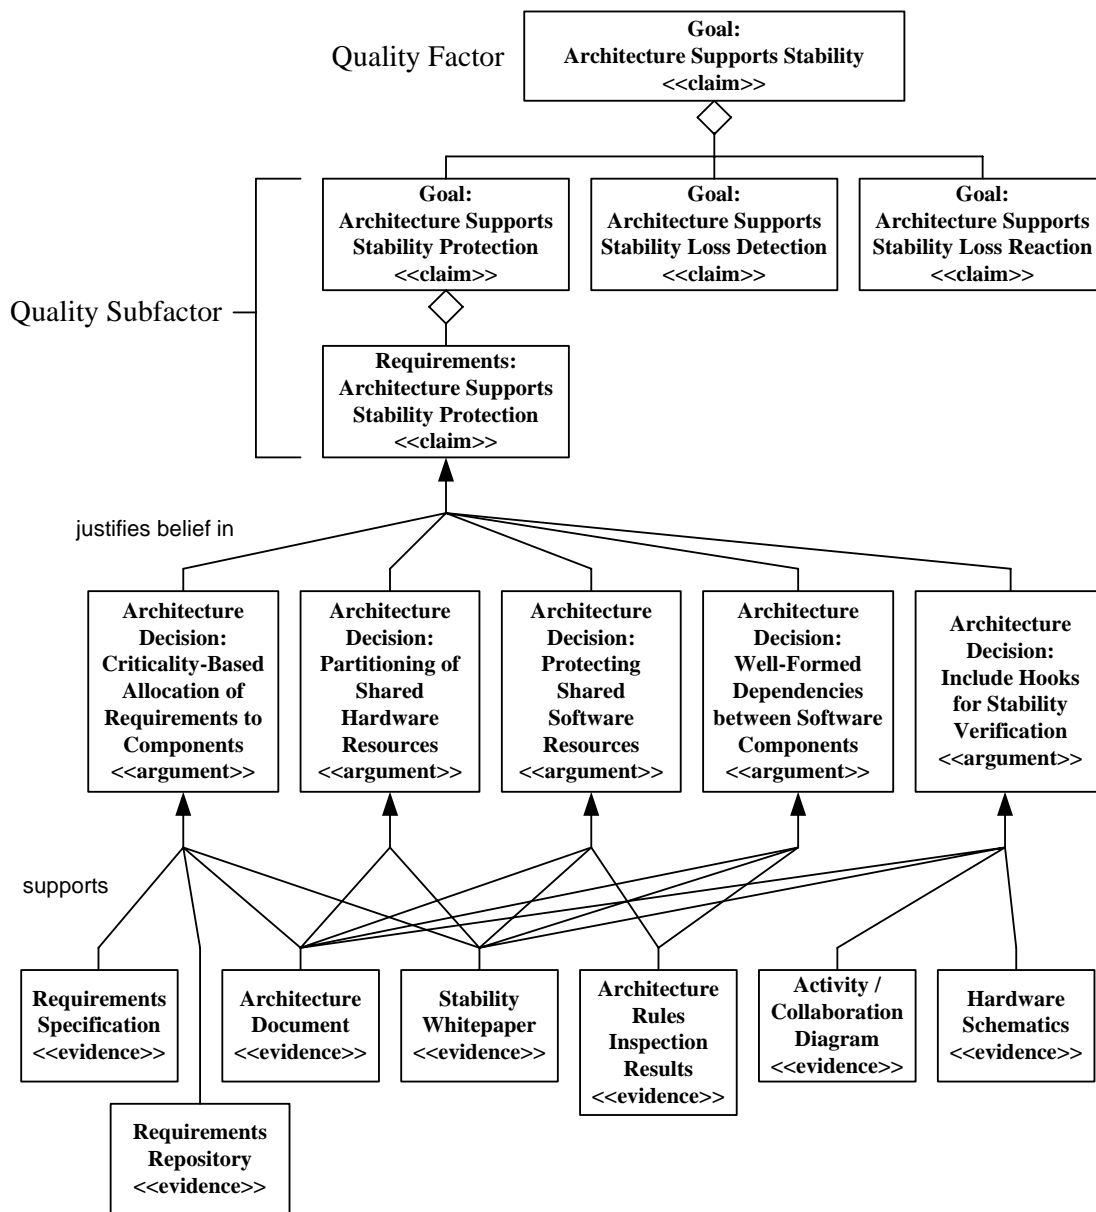 Quality Factor
Goal:
Architecture Supports Stability
<<claim>>
Quality Subfactor
Goal:
Architecture Supports
Stability Protection
<<claim>>
Goal:
Architecture Supports
Stability Loss Detection
<<claim>>
Goal:
Architecture Supports
Stability Loss Reaction
<<claim>>
Requirements:
Architecture Supports
Stability Protection
<<claim>>
justifies belief in
Architecture
Decision:
Criticality-Based
Allocation of
Requirements to
Components
<<argument>>
Architecture
Decision:
Partitioning of
Shared
Hardware
Resources
<<argument>>
Architecture
Decision:
Protecting
Shared
Software
Resources
<<argument>>
Architecture
Decision:
Well-Formed
Dependencies
between Software
Components
<<argument>>
Architecture
Decision:
Include Hooks
for Stability
Verification
<<argument>>
supports
Requirements
Specification
<<evidence>>
Architecture
Document
<<evidence>>
Stability
Whitepaper
<<evidence>>
Architecture
Rules
Inspection
Results
<<evidence>>
Activity /
Collaboration
Diagram
<<evidence>>
Hardware
Schematics
<<evidence>>
Requirements
Repository
<<evidence>>